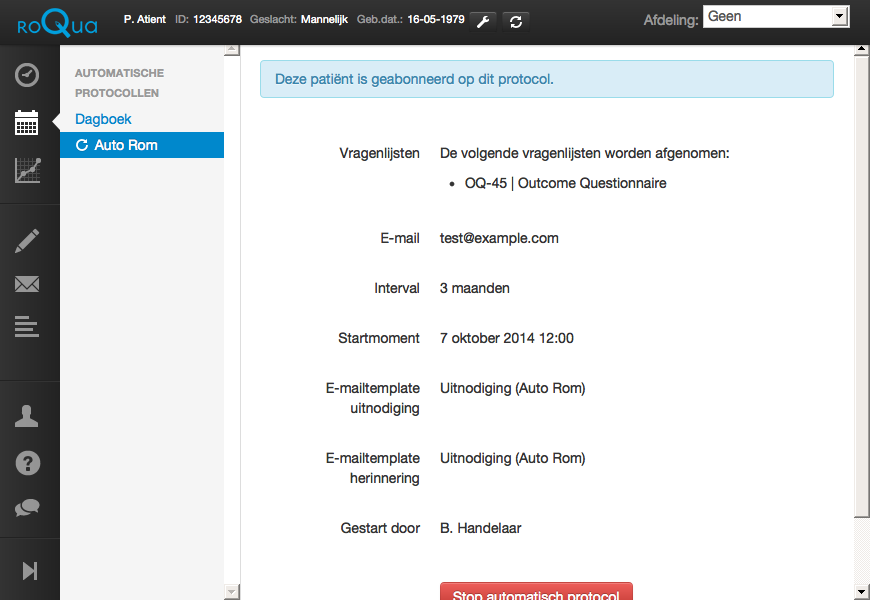 roQua
P. Atient ID: 12345678 Geslacht: Mannelijk Geb.dat.: 16-05-1979
Afdeling: Geen
AUTOMATISCHE
PROTOCOLLEN
Dagboek
Auto Rom
Deze patiënt is geabonneerd op dit protocol.
Vragenlijsten De volgende vragenlijsten worden afgenomen:
• OQ-45 | Outcome Questionnaire
E-mail test@example.com
Interval 3 maanden
Startmoment 7 oktober 2014 12:00
E-mailtemplate Uitnodiging (Auto Rom)
uitnodiging
E-mailtemplate Uitnodiging (Auto Rom)
herinnering
Gestart door B. Handelaar
Stop automatisch protocol